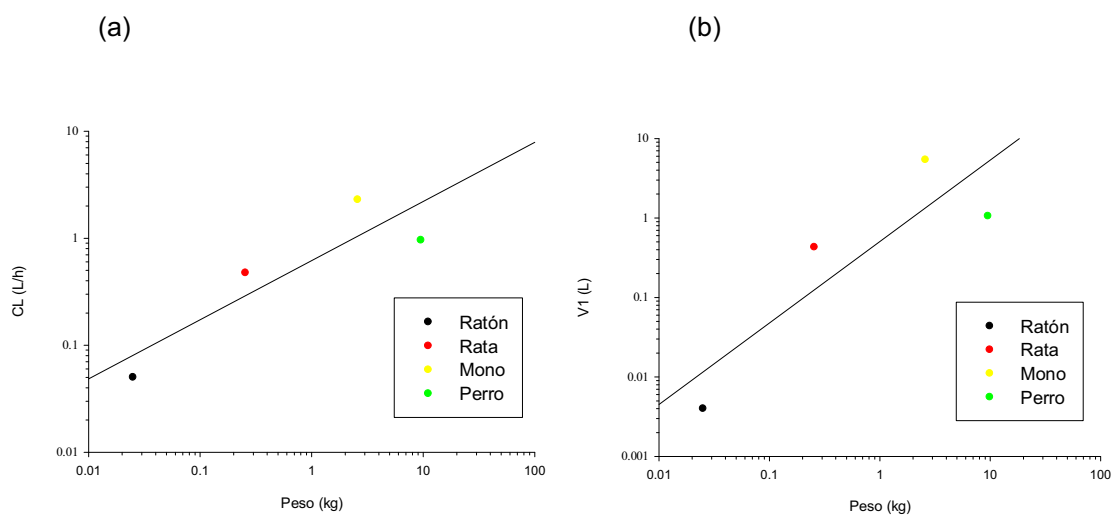 (a)
10
1
0.1
0.01
CL (L/h)
0.01 0.1 1 10 100
Peso (kg)
Ratón
Rata
Mono
Perro
(b)
10
1
0.1
0.01
0.001
V1 (L)
0.01 0.1 1 10 100
Peso (kg)
Ratón
Rata
Mono
Perro